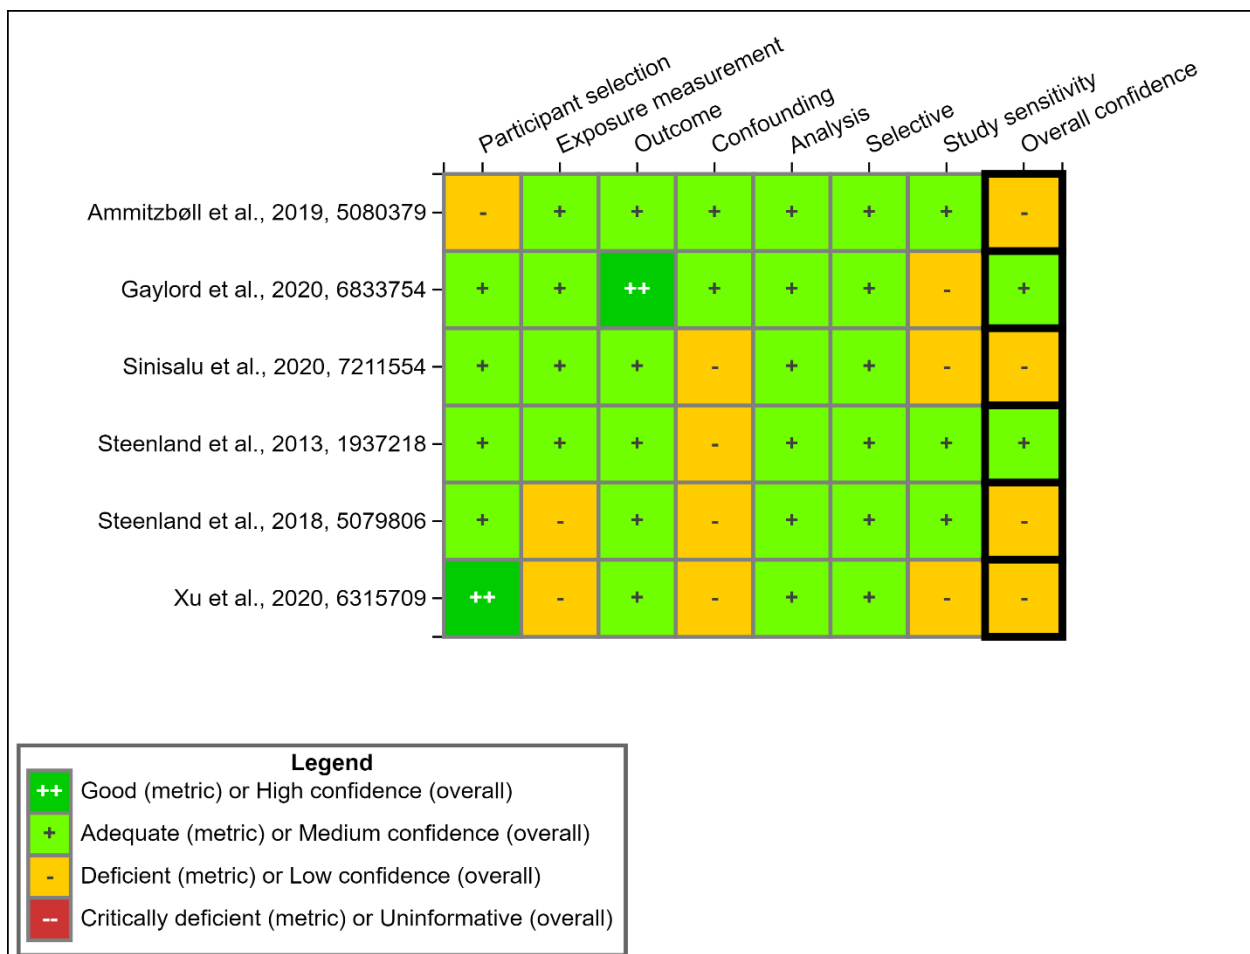 Participant selection
Exposure measurement
Outcome
Confounding
Analysis
Selective
Study sensitivity
Overall confidence
Ammitzbøll et al., 2019, 5080379 - + + + + + + -
Gaylord et al., 2020, 6833754 + + ++ + + + - +
Sinisalu et al., 2020, 7211554 + + + - + + - -
Steenland et al., 2013, 1937218 + + + - + + + +
Steenland et al., 2018, 5079806 + - + - + + + -
Xu et al., 2020, 6315709 ++ - + - + + - -
Legend
++ Good (metric) or High confidence (overall)
+ Adequate (metric) or Medium confidence (overall)
- Deficient (metric) or Low confidence (overall)
-- Critically deficient (metric) or Uninformative (overall)